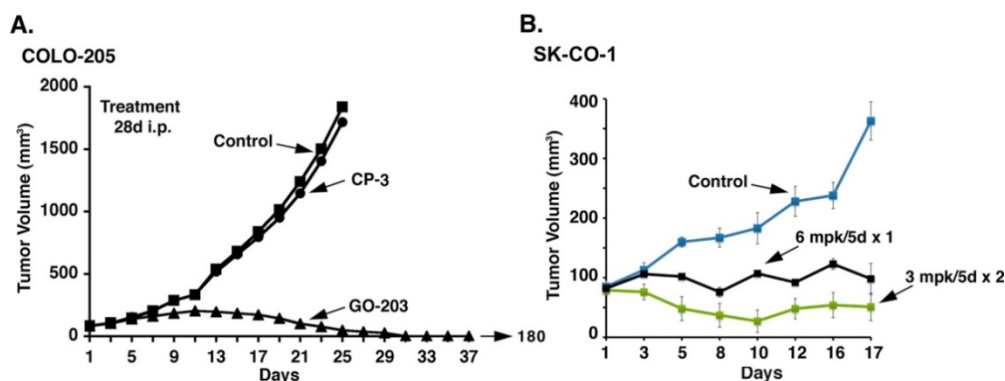 A.
COLO-205
Tumor Volume (mm³)
2000
1500
1000
500
0
Treatment
28d i.p.
Control
CP-3
GO-203
180
1 5 9 13 17 21 25 29 33 37
Days
B.
SK-CO-1
Tumor Volume (mm³)
400
300
200
100
0
Control
6 mpk/5d x 1
3 mpk/5d x 2
1 3 5 8 10 12 16 17
Days